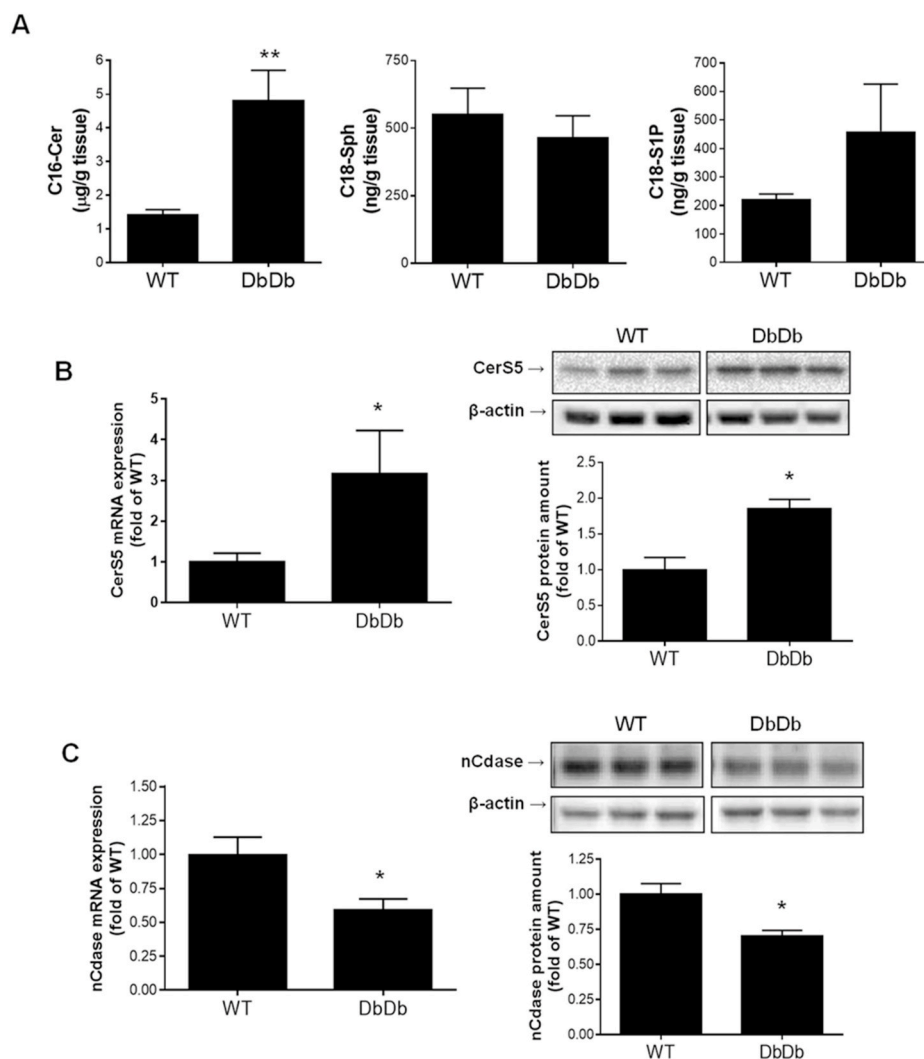 A
C16-Cer
(µg/g tissue)
6
5
4
3
2
1
0
**
WT
DbDb
C18-Sph
(ng/g tissue)
750
500
250
0
WT
DbDb
C18-S1P
(ng/g tissue)
700
600
500
400
300
200
100
0
WT
DbDb
B
CerS5 mRNA expression
(fold of WT)
5
4
3
2
1
0
*
WT
DbDb
WT
DbDb
CerS5 →
β-actin →
CerS5 protein amount
(fold of WT)
2.5
2.0
1.5
1.0
0.5
0.0
*
WT
DbDb
C
nCdase mRNA expression
(fold of WT)
1.50
1.25
1.00
0.75
0.50
0.25
0.00
*
WT
DbDb
WT
DbDb
nCdase →
β-actin →
nCdase protein amount
(fold of WT)
1.25
1.00
0.75
0.50
0.25
0.00
*
WT
DbDb